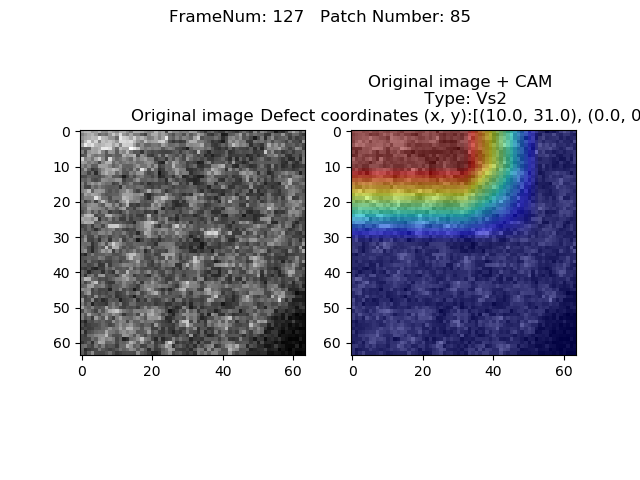 FrameNum: 127   Patch Number: 85
Original image + CAM
Type: Vs2
Original image
Defect coordinates (x, y):[(10.0, 31.0), (0.0, 0
0
10
20
30
40
50
60
0 20 40 60
0
10
20
30
40
50
60
0 20 40 60